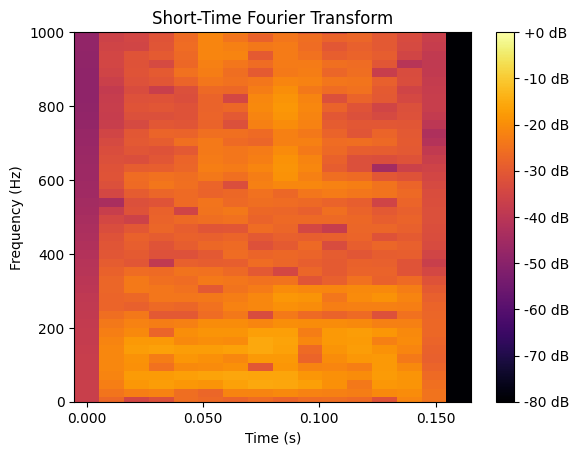 Short-Time Fourier Transform
1000
800
600
400
200
0
Frequency (Hz)
0.000
0.050
0.100
0.150
Time (s)
+0 dB
-10 dB
-20 dB
-30 dB
-40 dB
-50 dB
-60 dB
-70 dB
-80 dB